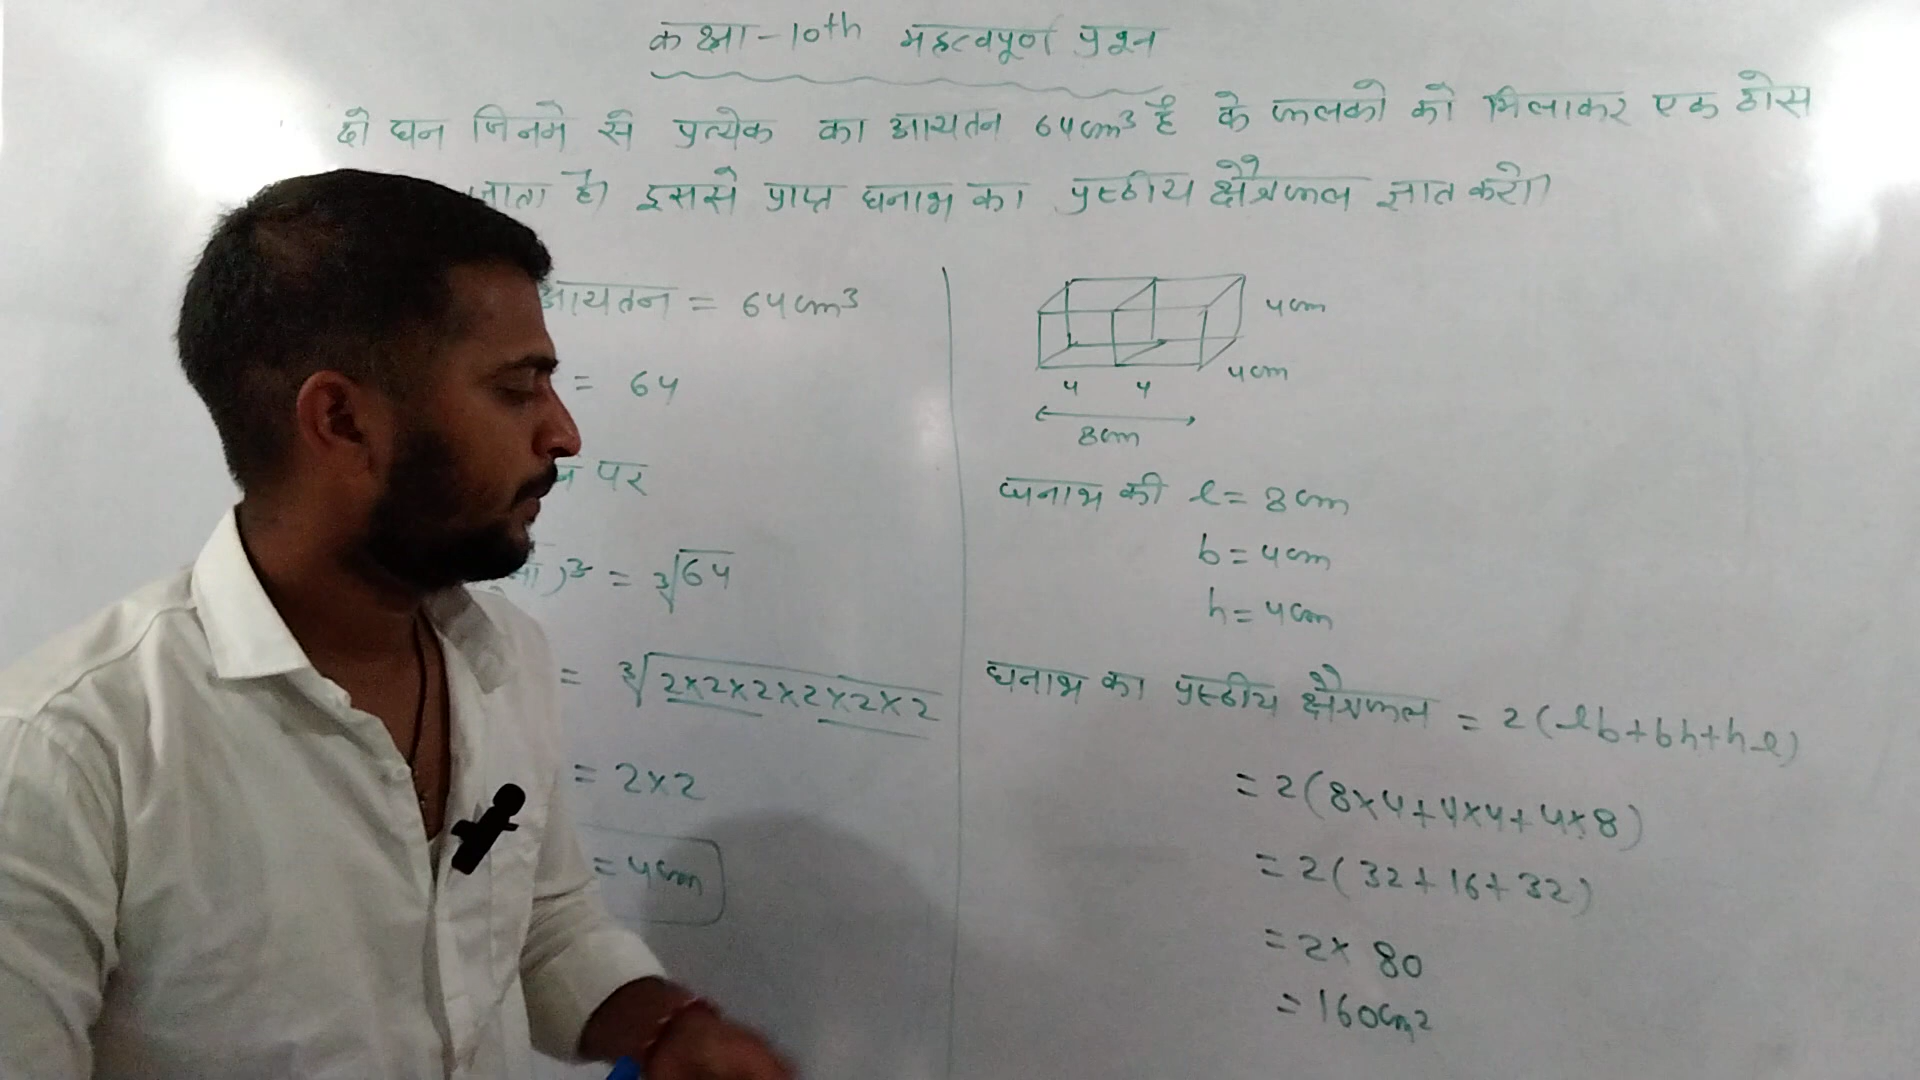 कक्षा - 10th महत्वपूर्ण प्रश्न
दो घन जिनमे से प्रत्येक का आयतन 64cm³ है के फलको को मिलाकर एक ठोस
जाता है। इससे प्राप्त घनाभ का पृष्ठीय क्षेत्रफल ज्ञात करो।
आयतन = 64cm³
= 64
पर
)³ = ∛64
= ∛2×2×2×2×2×2
= 2×2
= 4cm
4cm
4cm
4 4
8cm
घनाभ की l = 8cm
b = 4cm
h = 4cm
घनाभ का पृष्ठीय क्षेत्रफल = 2(lb+bh+hl)
= 2(8×4+4×4+4×8)
= 2(32+16+32)
= 2× 80
= 160cm²